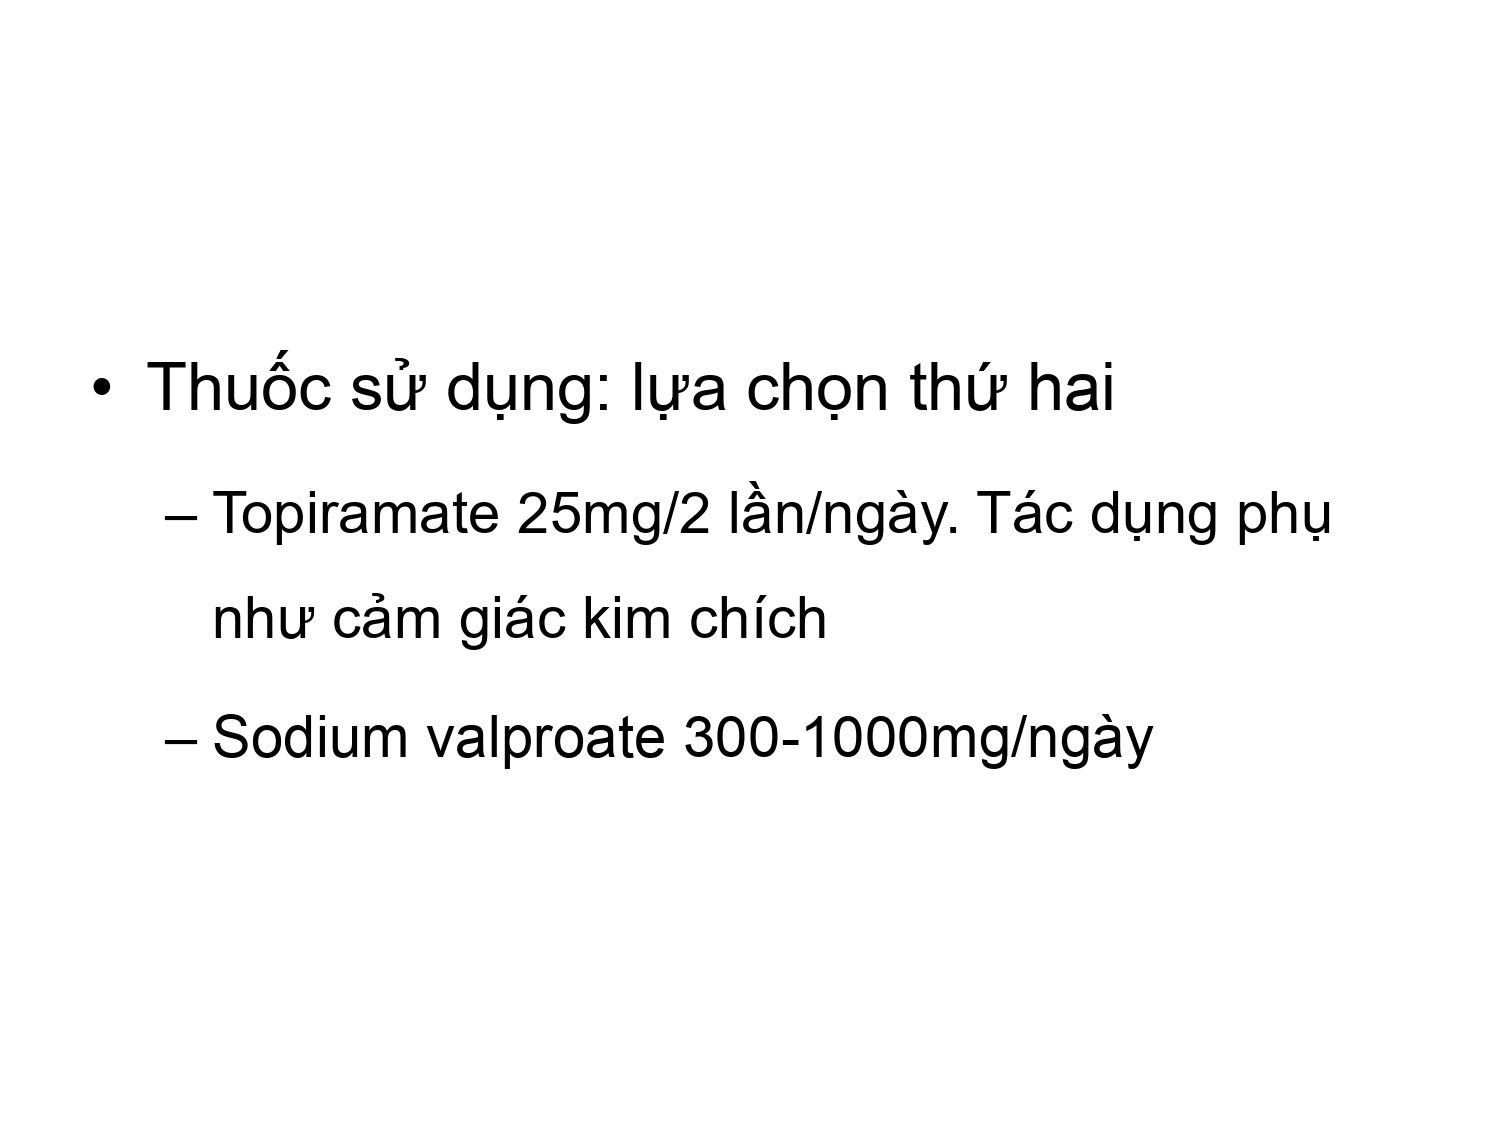 • Thuốc sử dụng: lựa chọn thứ hai
– Topiramate 25mg/2 lần/ngày. Tác dụng phụ
như cảm giác kim chích
– Sodium valproate 300-1000mg/ngày